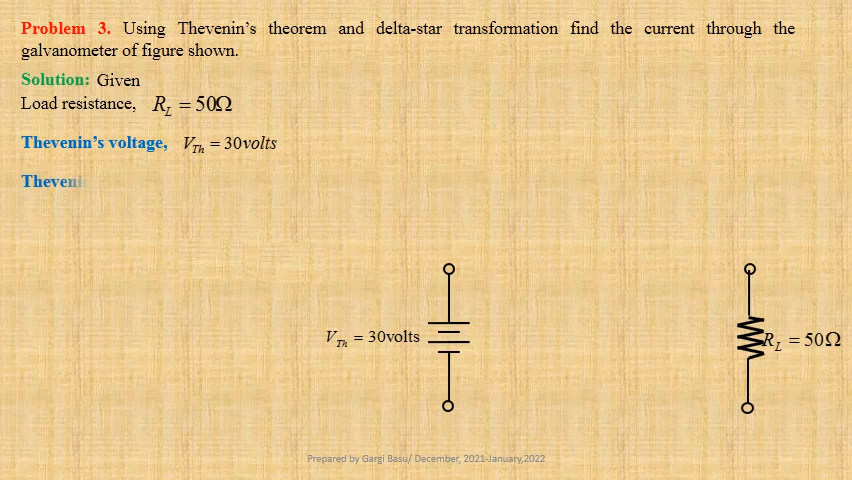 Problem 3. Using Thevenin's theorem and delta-star transformation find the current through the
galvanometer of figure shown.
Solution: Given
Load resistance, R_L = 50Ω
Thevenin's voltage, V_Th = 30volts
V_Th = 30volts
R_L = 50Ω
Prepared by Gargi Basu/ December, 2021-January,2022